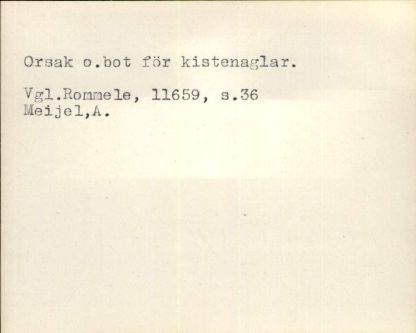 Orsak o.bot för kistenaglar.
Vgl.Rommele, 11659, s.36
Meijel,A.